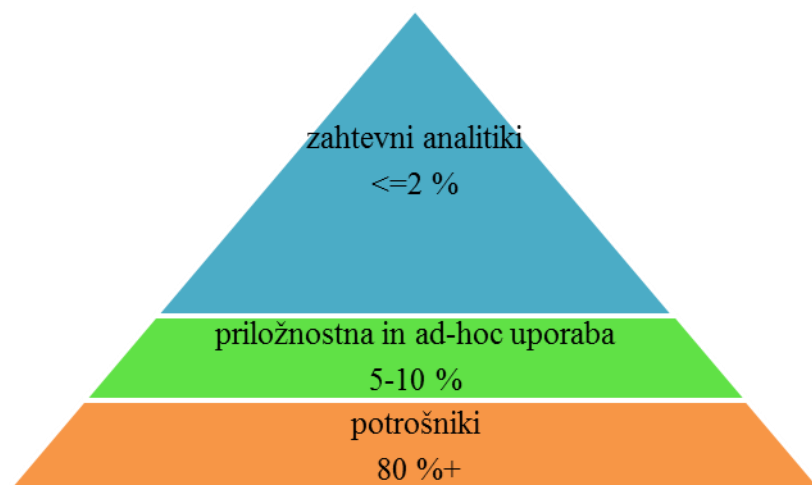 zahtevni analitiki
<=2 %
priložnostna in ad-hoc uporaba
5-10 %
potrošniki
80 %+